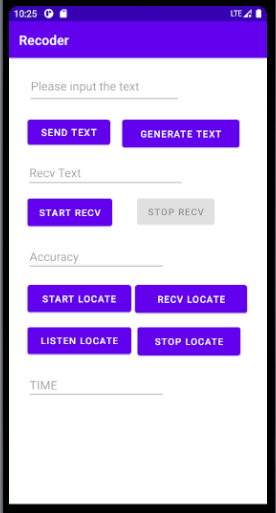 10:25 LTE
Recoder
Please input the text
SEND TEXT GENERATE TEXT
Recv Text
START RECV STOP RECV
Accuracy
START LOCATE RECV LOCATE
LISTEN LOCATE STOP LOCATE
TIME